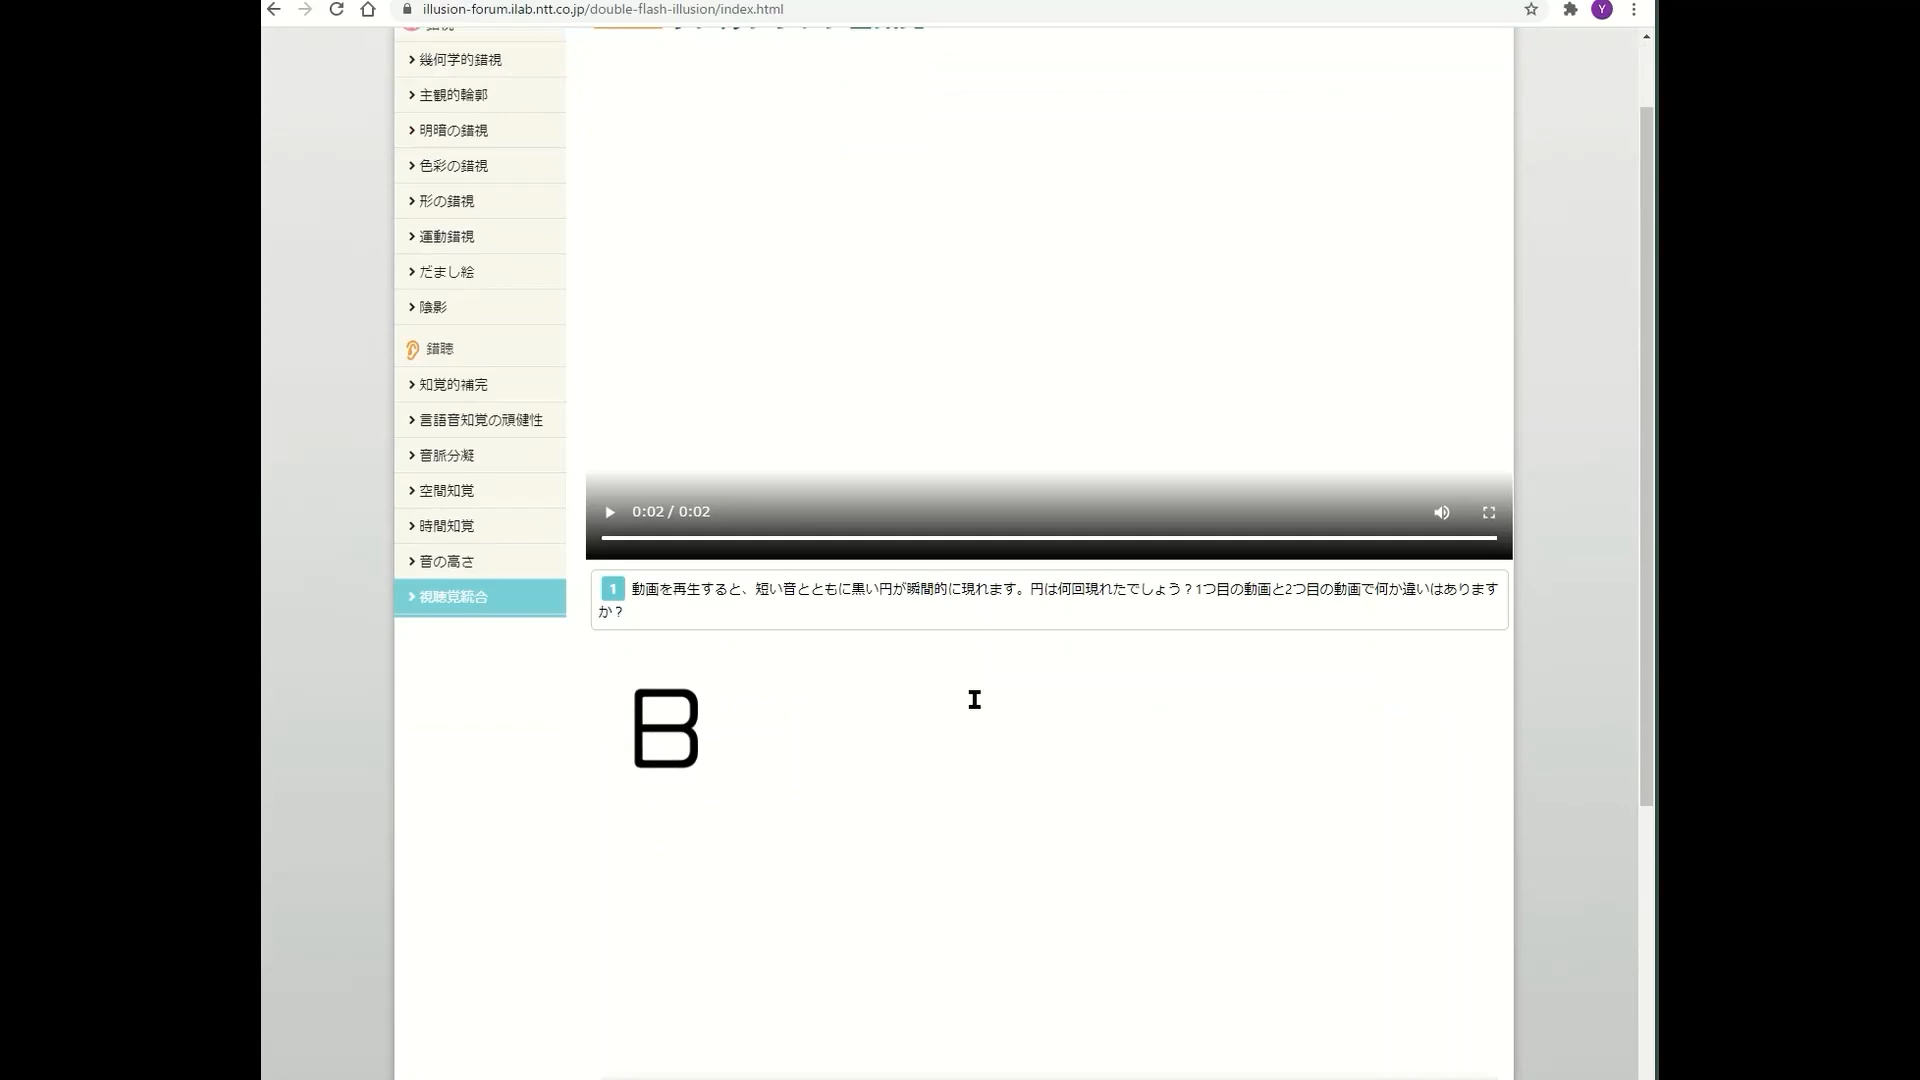 illusion-forum.ilab.ntt.co.jp/double-flash-illusion/index.html
Y
幾何学的錯視
主観的輪郭
明暗の錯視
色彩の錯視
形の錯視
運動錯視
だまし絵
陰影
錯聴
知覚的補完
言語音知覚の頑健性
音脈分凝
空間知覚
時間知覚
音の高さ
視聴覚統合
0:02 / 0:02
1 動画を再生すると、短い音とともに黒い円が瞬間的に現れます。円は何回現れたでしょう？1つ目の動画と2つ目の動画で何か違いはあります
か？
B